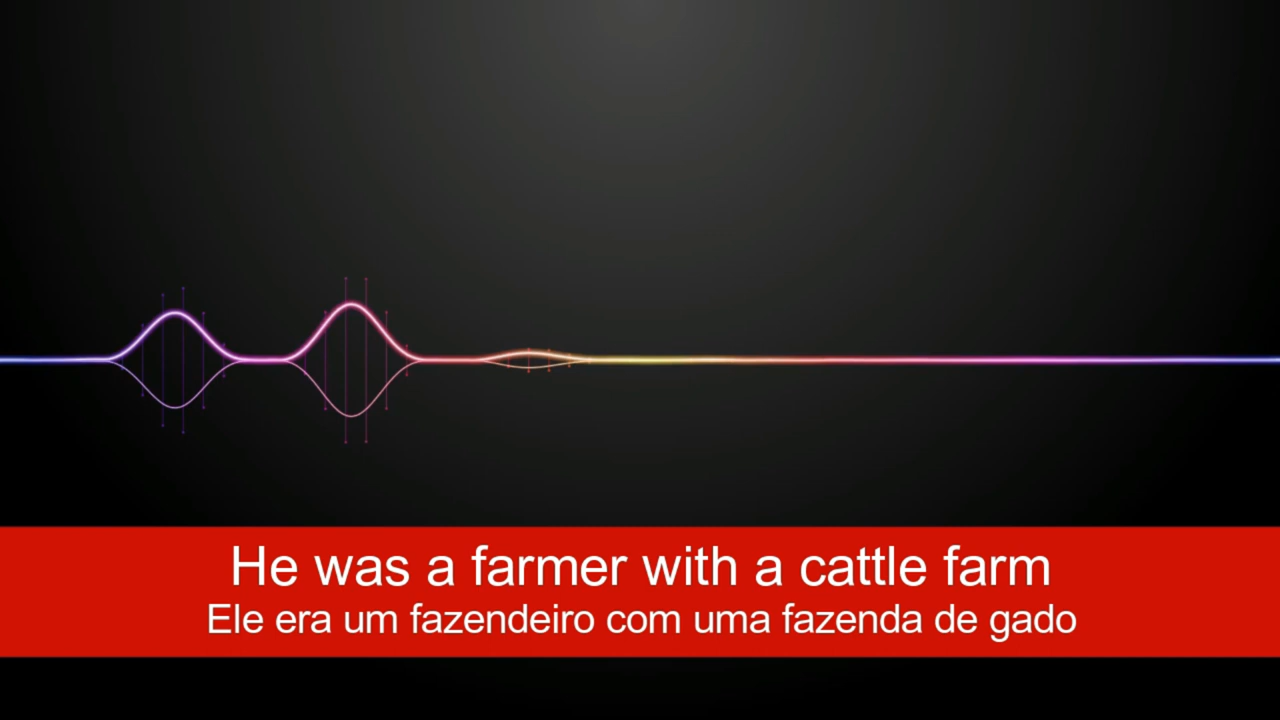 He was a farmer with a cattle farm
Ele era um fazendeiro com uma fazenda de gado